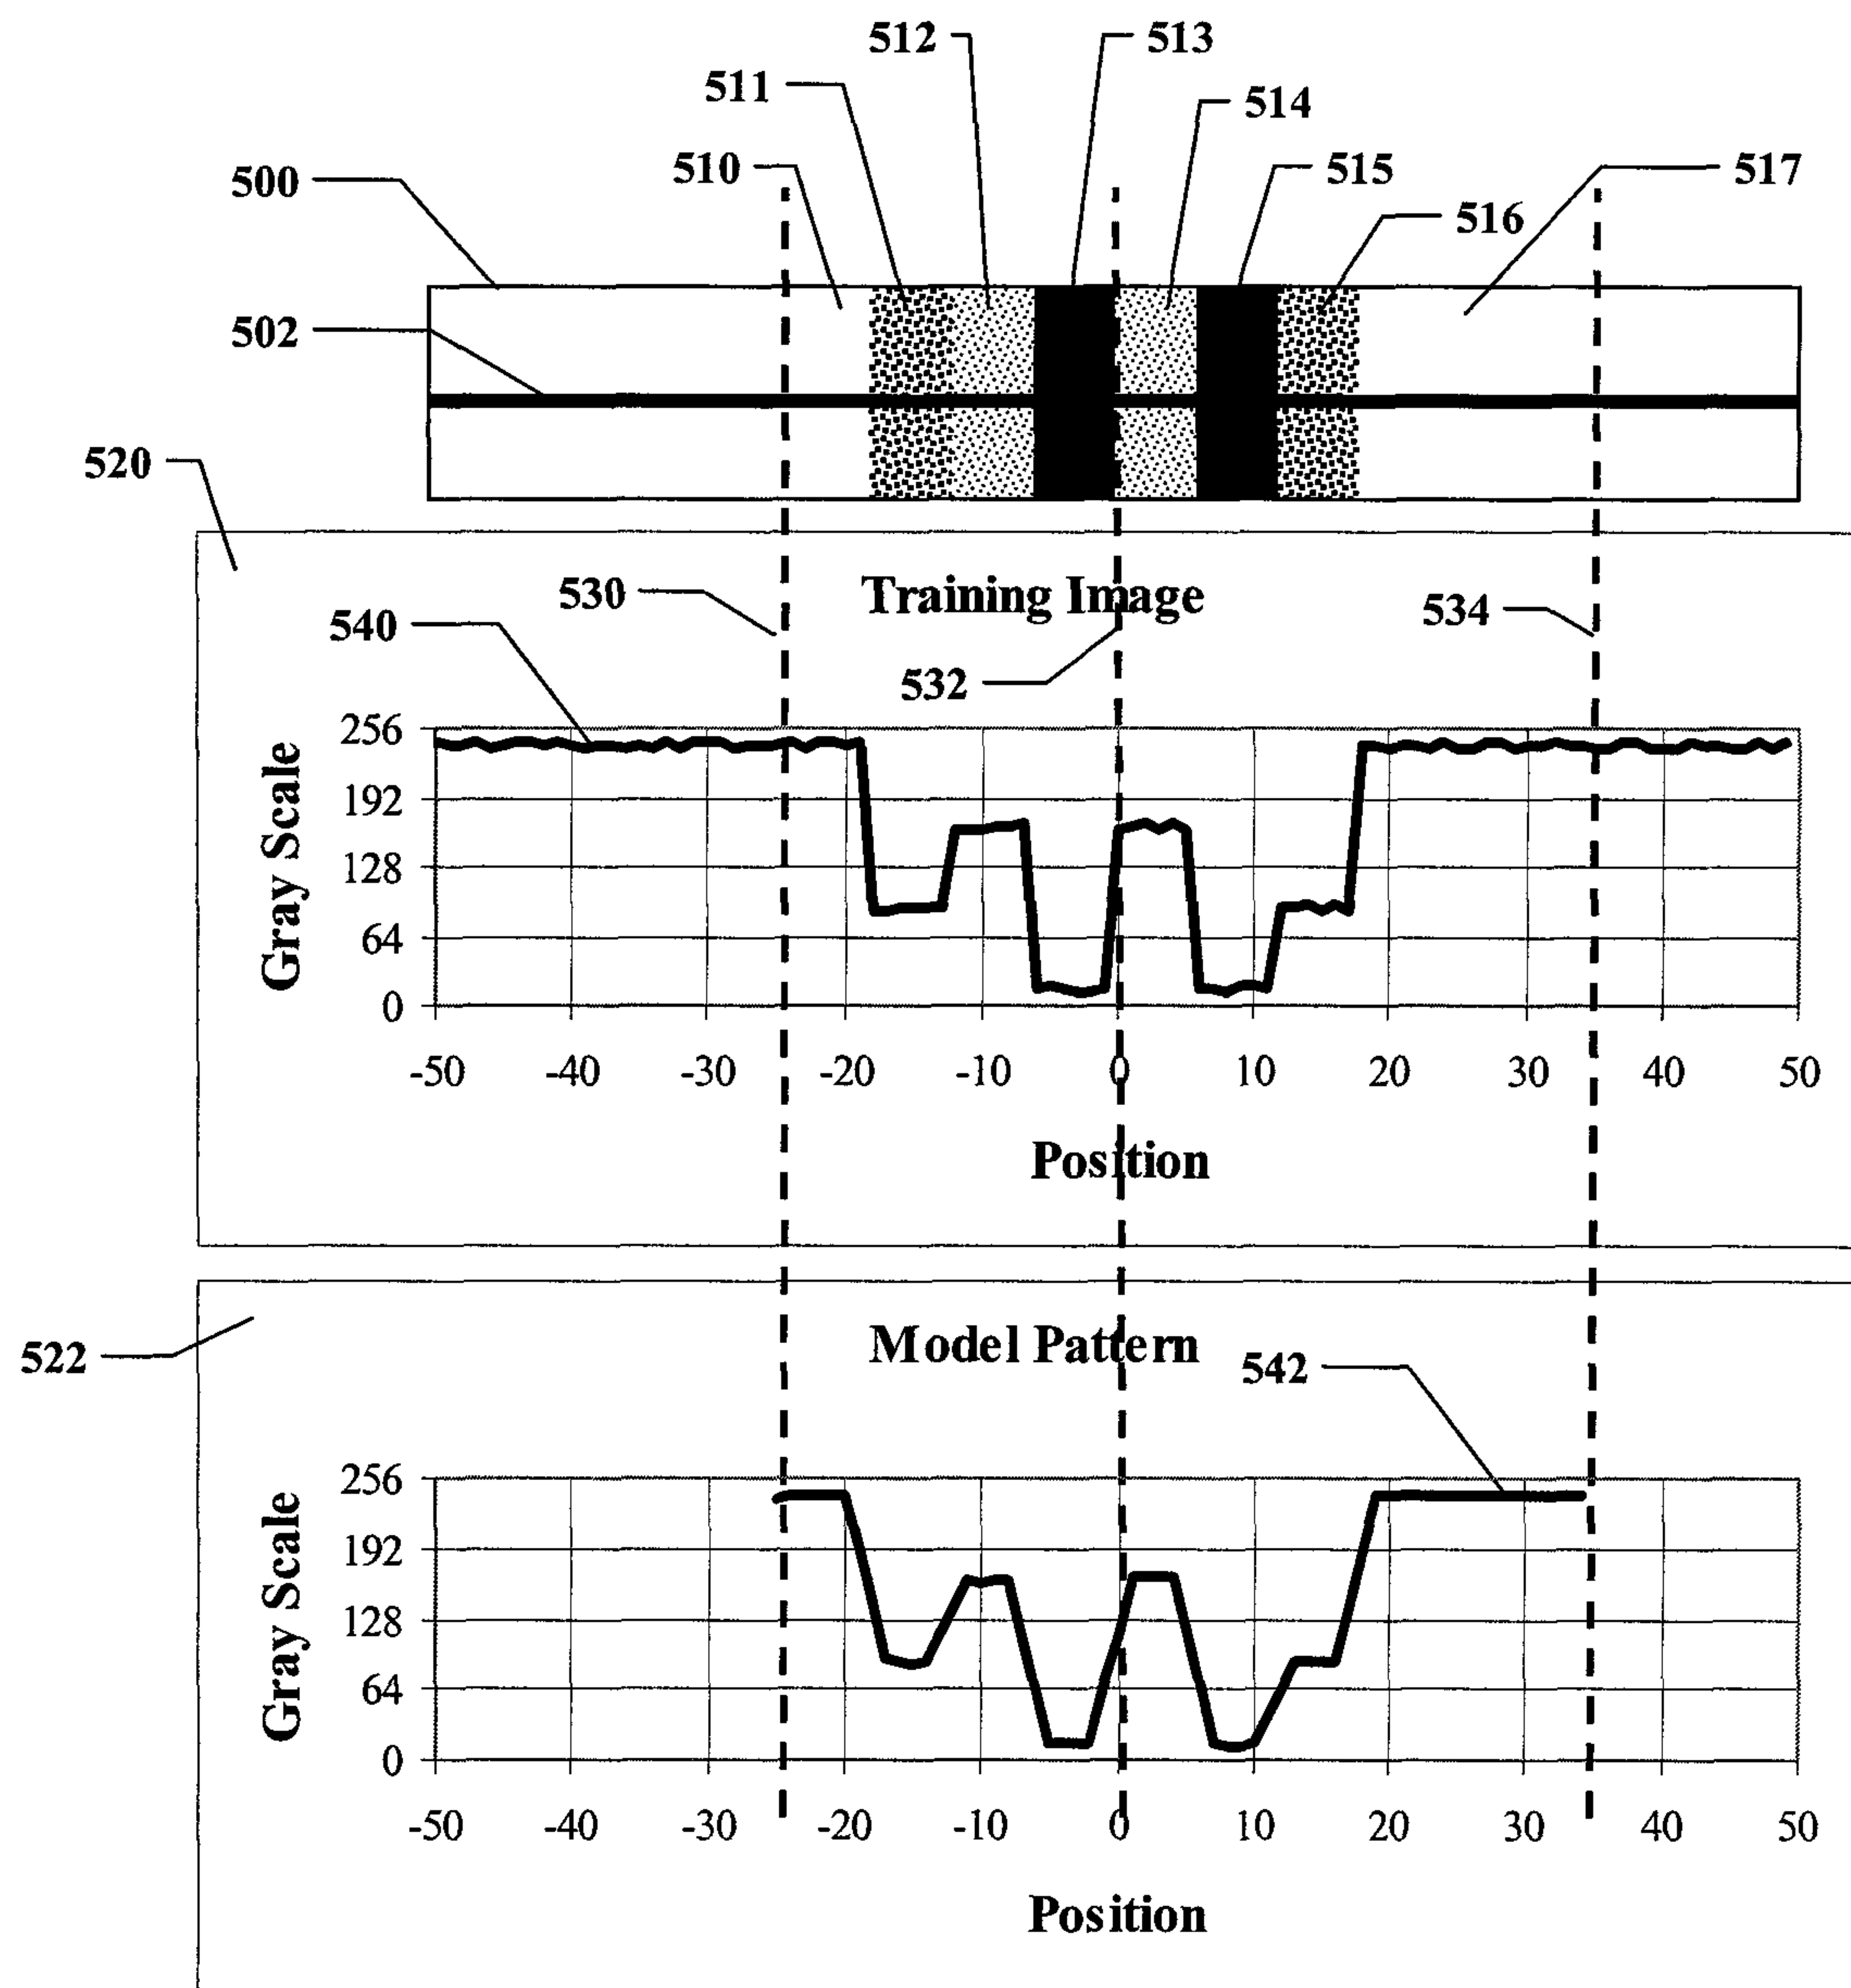 512 513
511 514
500 510 515 517
516
502
520
Training Image
530 534
540
532
256
192
128
64
0
Gray Scale
-50 -40 -30 -20 -10 0 10 20 30 40 50
Position
522
Model Pattern
542
256
192
128
64
0
Gray Scale
-50 -40 -30 -20 -10 0 10 20 30 40 50
Position